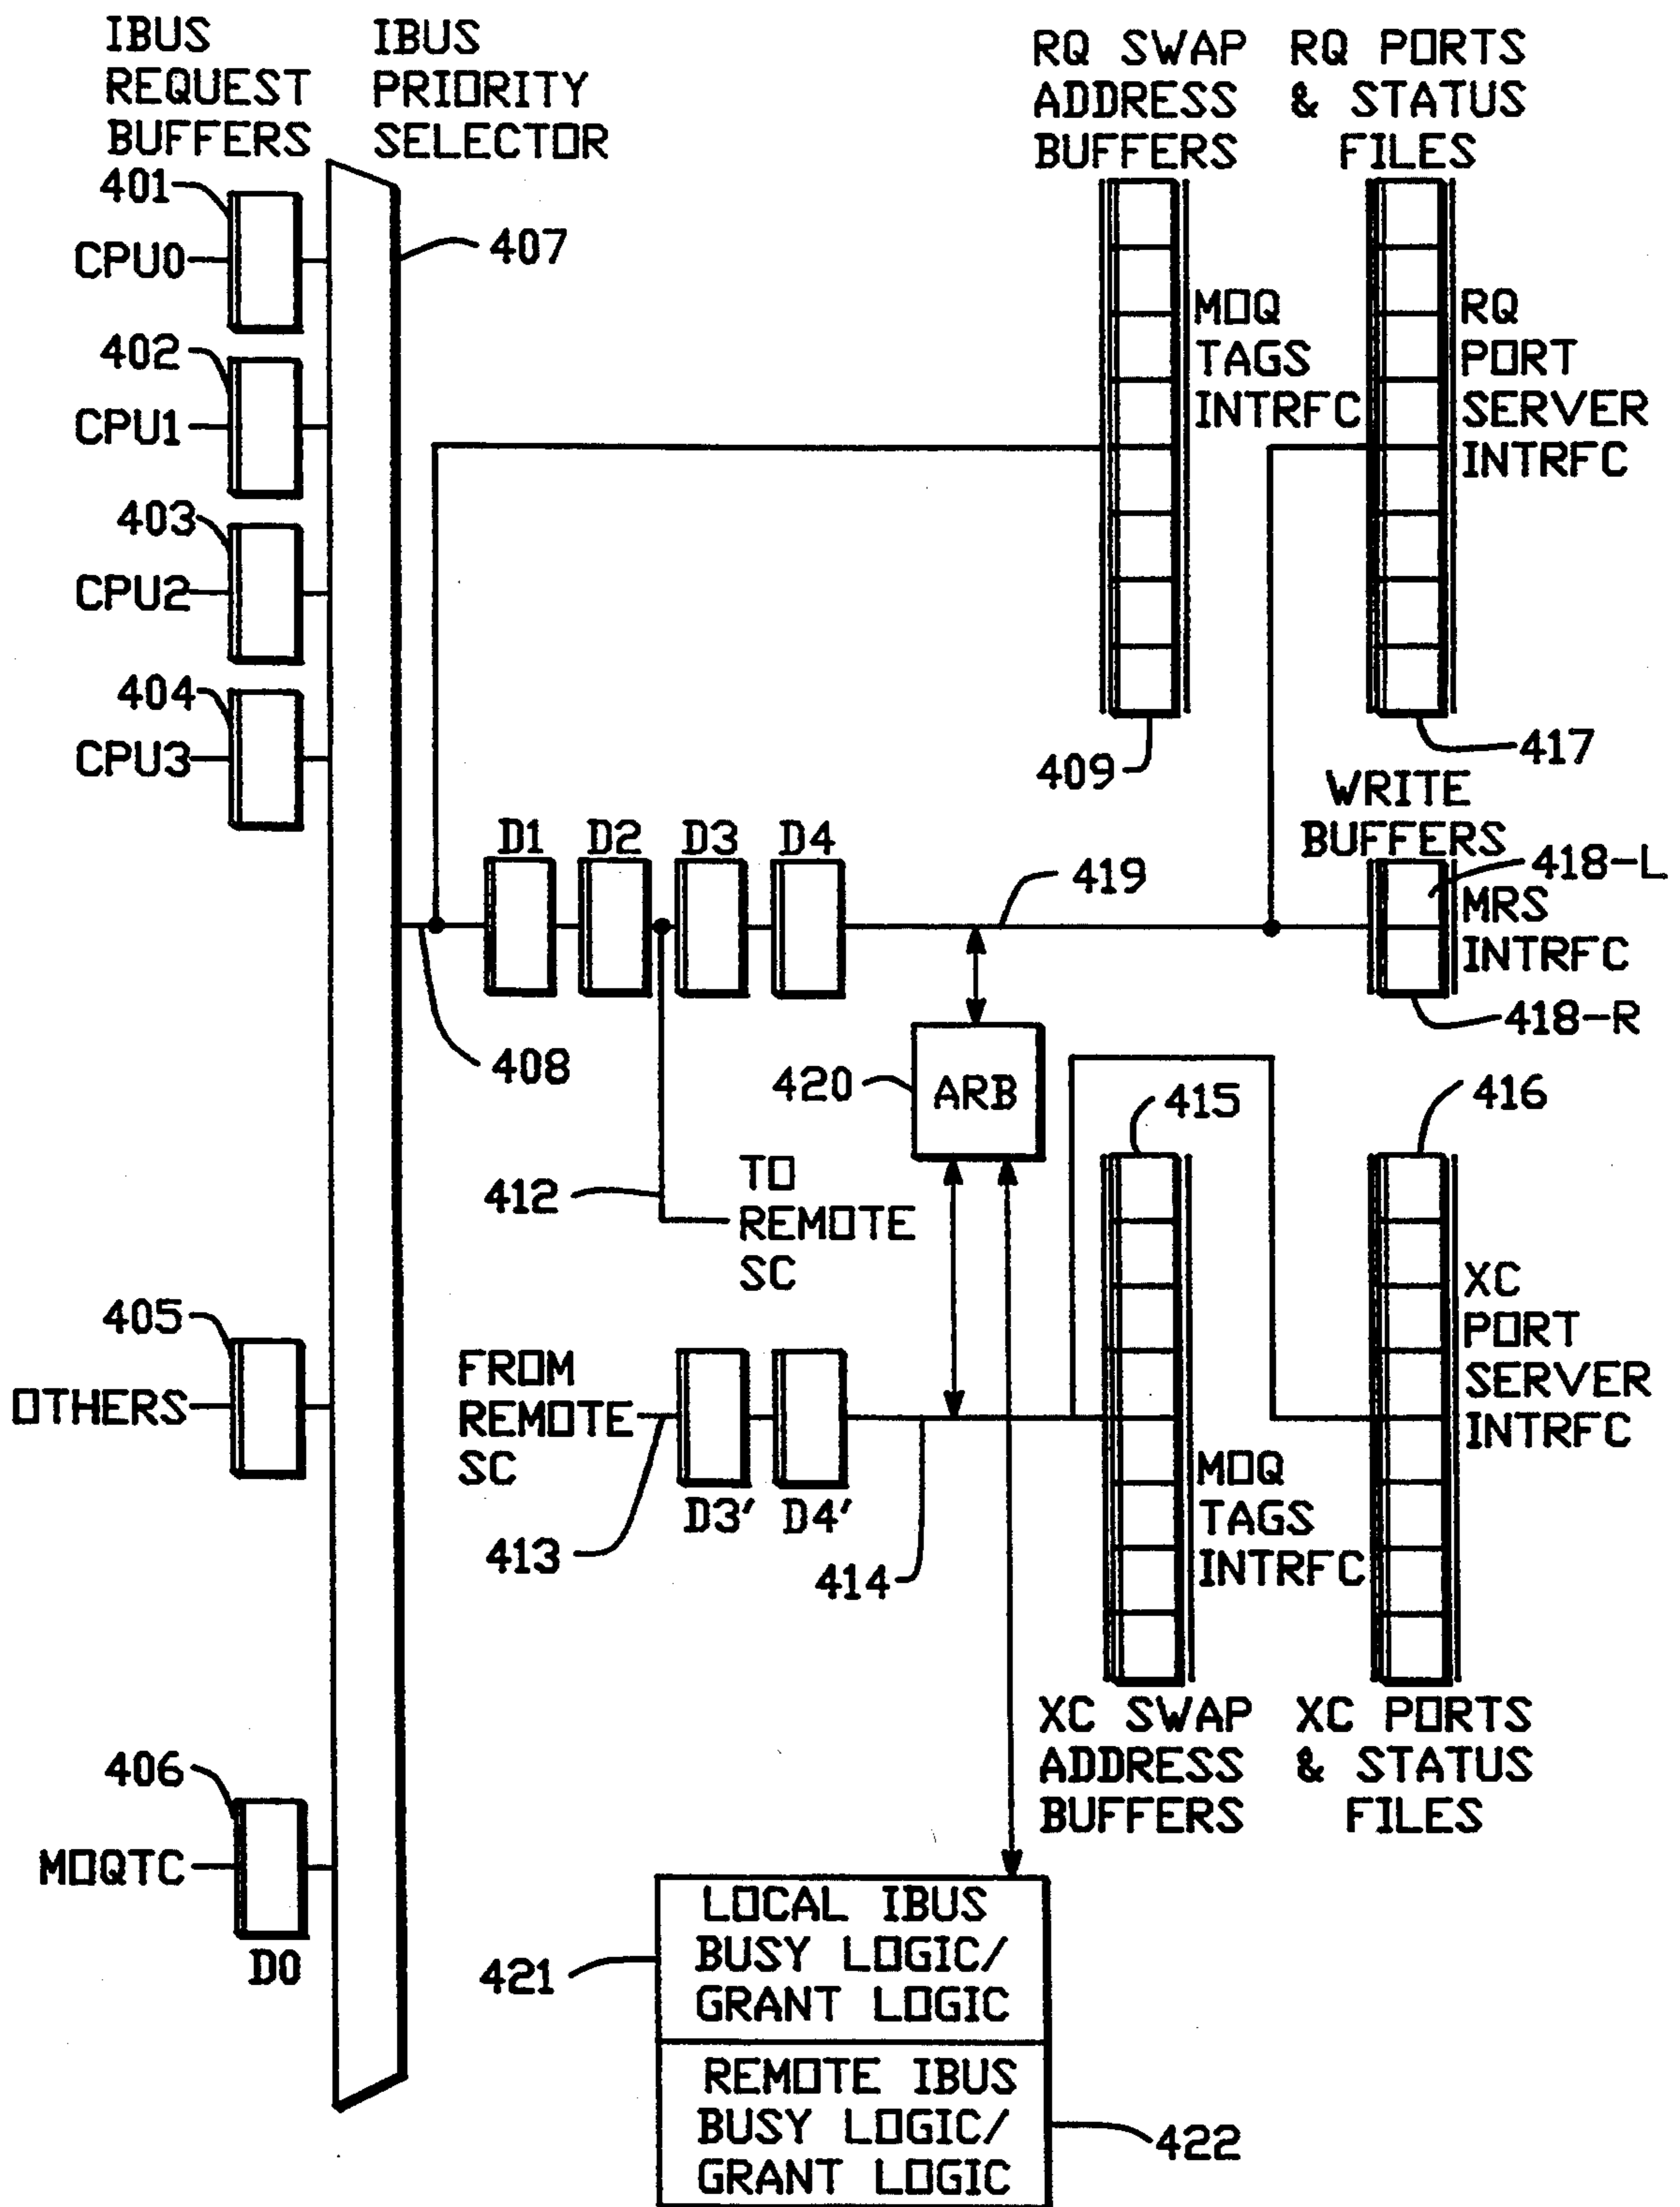 IBUS
REQUEST
BUFFERS
IBUS
PRIORITY
SELECTOR
RQ SWAP
ADDRESS
BUFFERS
RQ PORTS
& STATUS
FILES
401
CPU0
407
402
CPU1
403
CPU2
404
CPU3
MOQ
TAGS
INTRFC
RQ
PORT
SERVER
INTRFC
409
417
WRITE
BUFFERS
D1
D2
D3
D4
419
418-L
MRS
INTRFC
418-R
408
420
ARB
415
416
412
TO
REMOTE
SC
405
OTHERS
FROM
REMOTE
SC
D3'
D4'
413
414
MOQ
TAGS
INTRFC
XC
PORT
SERVER
INTRFC
XC SWAP
ADDRESS
BUFFERS
XC PORTS
& STATUS
FILES
406
MOQTC
D0
LOCAL IBUS
BUSY LOGIC/
GRANT LOGIC
421
REMOTE IBUS
BUSY LOGIC/
GRANT LOGIC
422